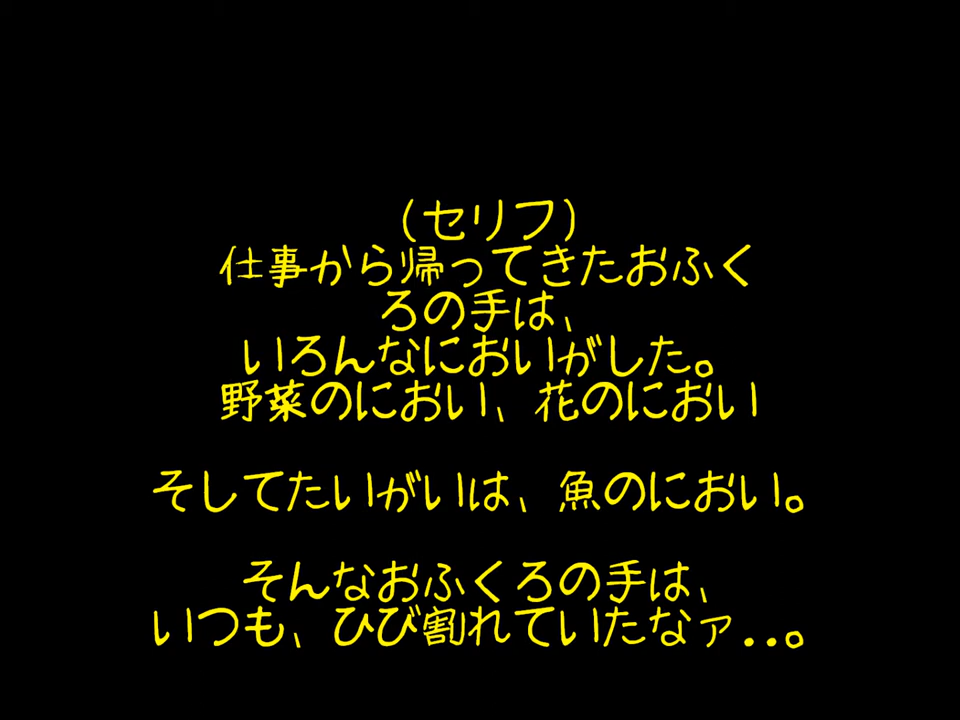 （セリフ）
仕事から帰ってきたおふく
ろの手は、
いろんなにおいがした。
野菜のにおい、花のにおい
そしてたいがいは、魚のにおい。
そんなおふくろの手は、
いつも、ひび割れていたなァ．．。